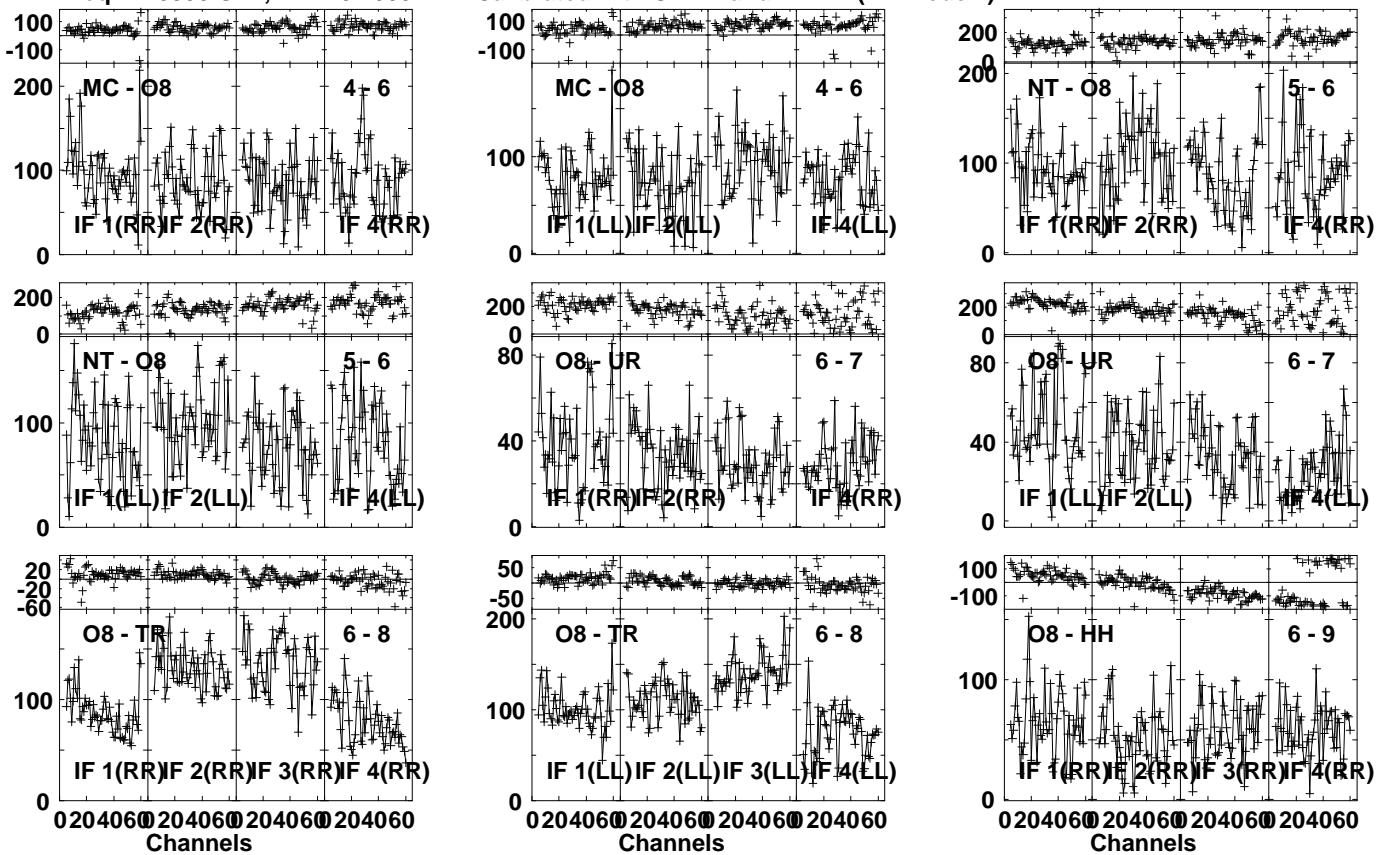 -100
200
100
0
MC - O8
4 - 6
IF 1(RR)
IF 2(RR)
IF 4(RR)
-100
100
0
MC - O8
4 - 6
IF 1(LL)
IF 2(LL)
IF 4(LL)
200
0
200
100
0
NT - O8
5 - 6
IF 1(RR)
IF 2(RR)
IF 4(RR)
200
0
100
0
NT - O8
5 - 6
IF 1(LL)
IF 2(LL)
IF 4(LL)
200
0
80
40
0
O8 - UR
6 - 7
IF 1(RR)
IF 2(RR)
IF 4(RR)
200
0
80
40
0
O8 - UR
6 - 7
IF 1(LL)
IF 2(LL)
IF 4(LL)
20
-20
-60
100
0
O8 - TR
6 - 8
IF 1(RR)
IF 2(RR)
IF 3(RR)
IF 4(RR)
0 20 40 60 0 20 40 60 0 20 40 60 0 20 40 60
Channels
50
-50
200
100
0
O8 - TR
6 - 8
IF 1(LL)
IF 2(LL)
IF 3(LL)
IF 4(LL)
0 20 40 60 0 20 40 60 0 20 40 60 0 20 40 60
Channels
100
-100
100
0
O8 - HH
6 - 9
IF 1(RR)
IF 2(RR)
IF 3(RR)
IF 4(RR)
0 20 40 60 0 20 40 60 0 20 40 60 0 20 40 60
Channels